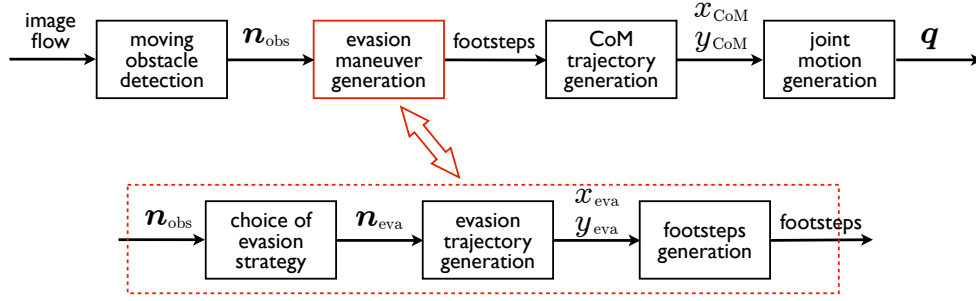 image
flow
moving
obstacle
detection
n_obs
evasion
maneuver
generation
footsteps
CoM
trajectory
generation
x_CoM
y_CoM
joint
motion
generation
q
n_obs
choice of
evasion
strategy
n_eva
evasion
trajectory
generation
x_eva
y_eva
footsteps
generation
footsteps